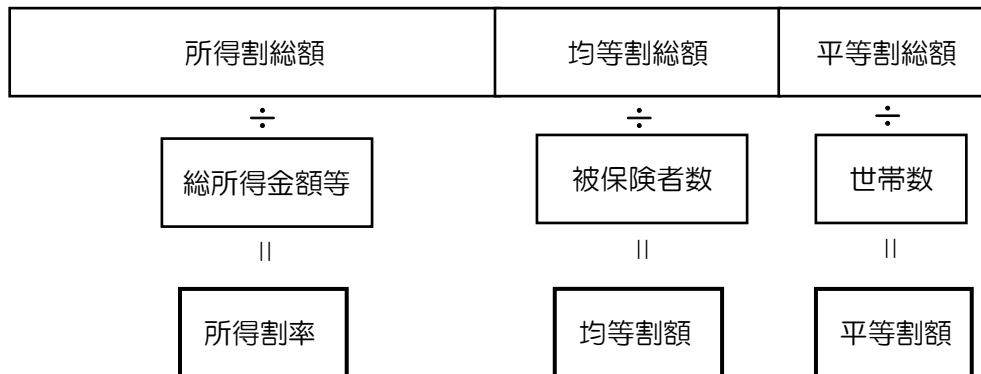 所得割総額 均等割総額 平等割総額
÷ ÷ ÷
総所得金額等 被保険者数 世帯数
= = =
所得割率 均等割額 平等割額